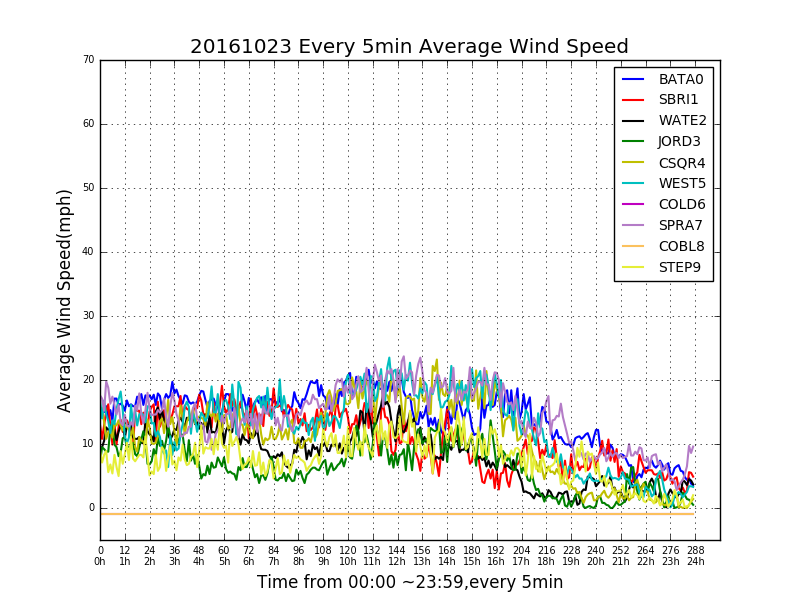 20161023 Every 5min Average Wind Speed
70
60
50
40
30
20
10
0
Average Wind Speed(mph)
BATA0
SBRI1
WATE2
JORD3
CSQR4
WEST5
COLD6
SPRA7
COBL8
STEP9
0 12 24 36 48 60 72 84 96 108 120 132 144 156 168 180 192 204 216 228 240 252 264 276 288
0h 1h 2h 3h 4h 5h 6h 7h 8h 9h 10h 11h 12h 13h 14h 15h 16h 17h 18h 19h 20h 21h 22h 23h 24h
Time from 00:00 ~23:59,every 5min